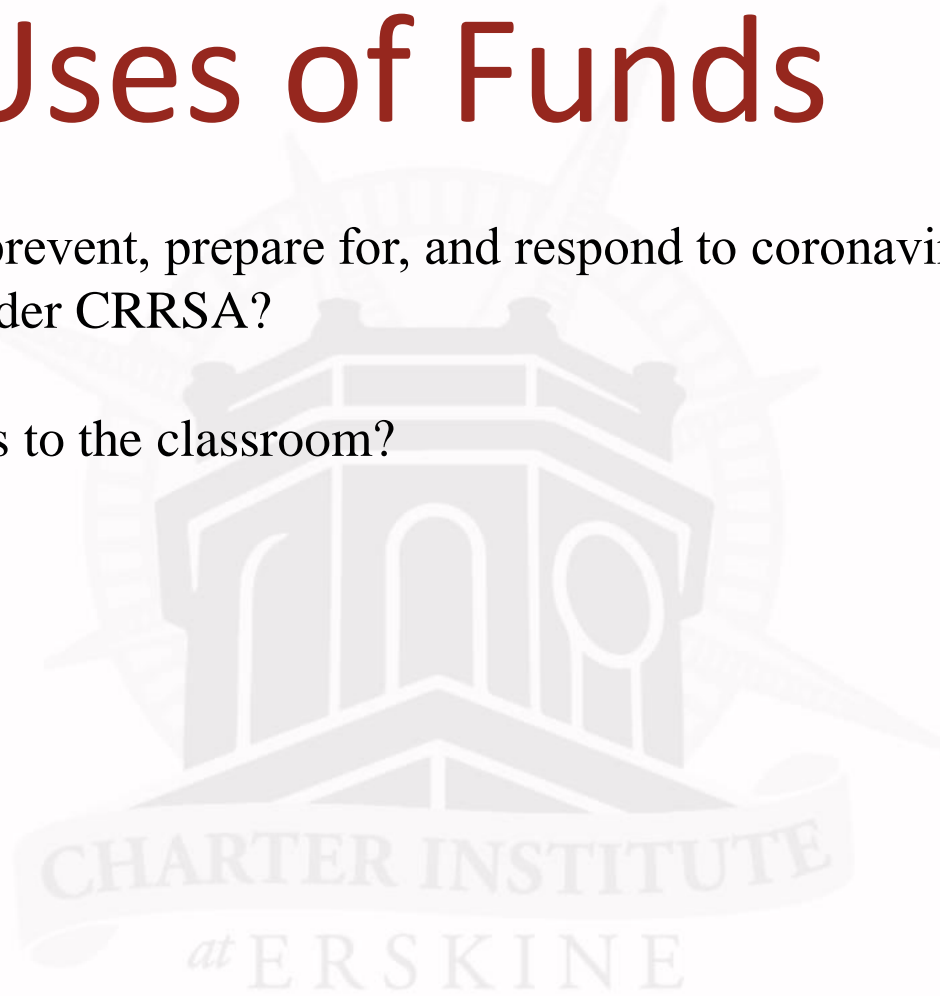 Uses of Funds
prevent, prepare for, and respond to coronavi
der CRRSA?
s to the classroom?
CHARTER INSTITUTE
at ERSKINE